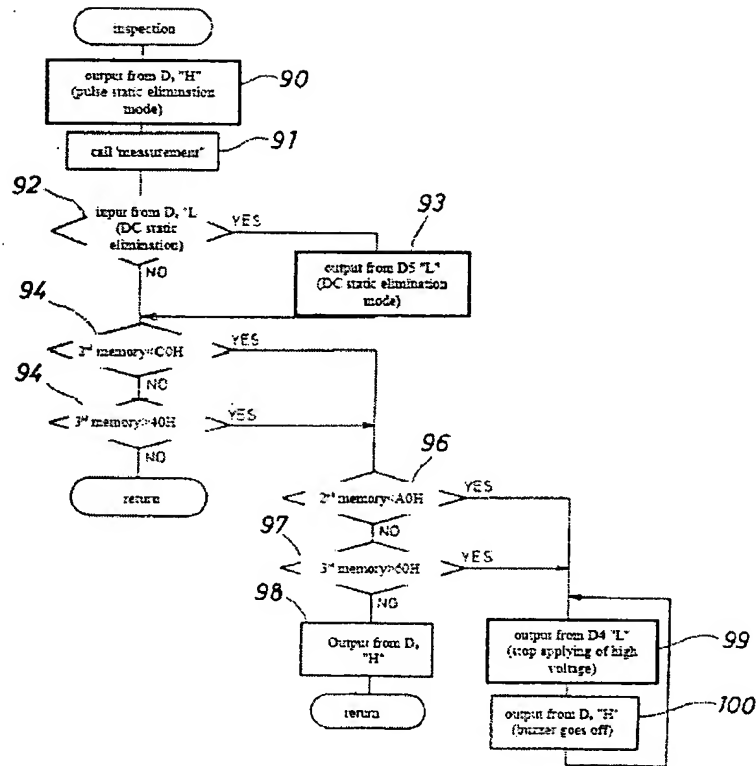 inspection
output from D, "H"
(pulse static elimination
mode)
90
call "measurement"
91
92
input from D, "L
(DC static
elimination)
YES
NO
93
output from D5 "L"
(DC static elimination
mode)
94
2nd memory<C0H
YES
NO
94
3rd memory>40H
YES
NO
return
96
2nd memory<A0H
YES
NO
97
3rd memory>60H
YES
NO
98
Output from D,
"H"
return
output from D4 "L"
(stop applying of high
voltage)
99
output from D, "H"
(buzzer goes off)
100